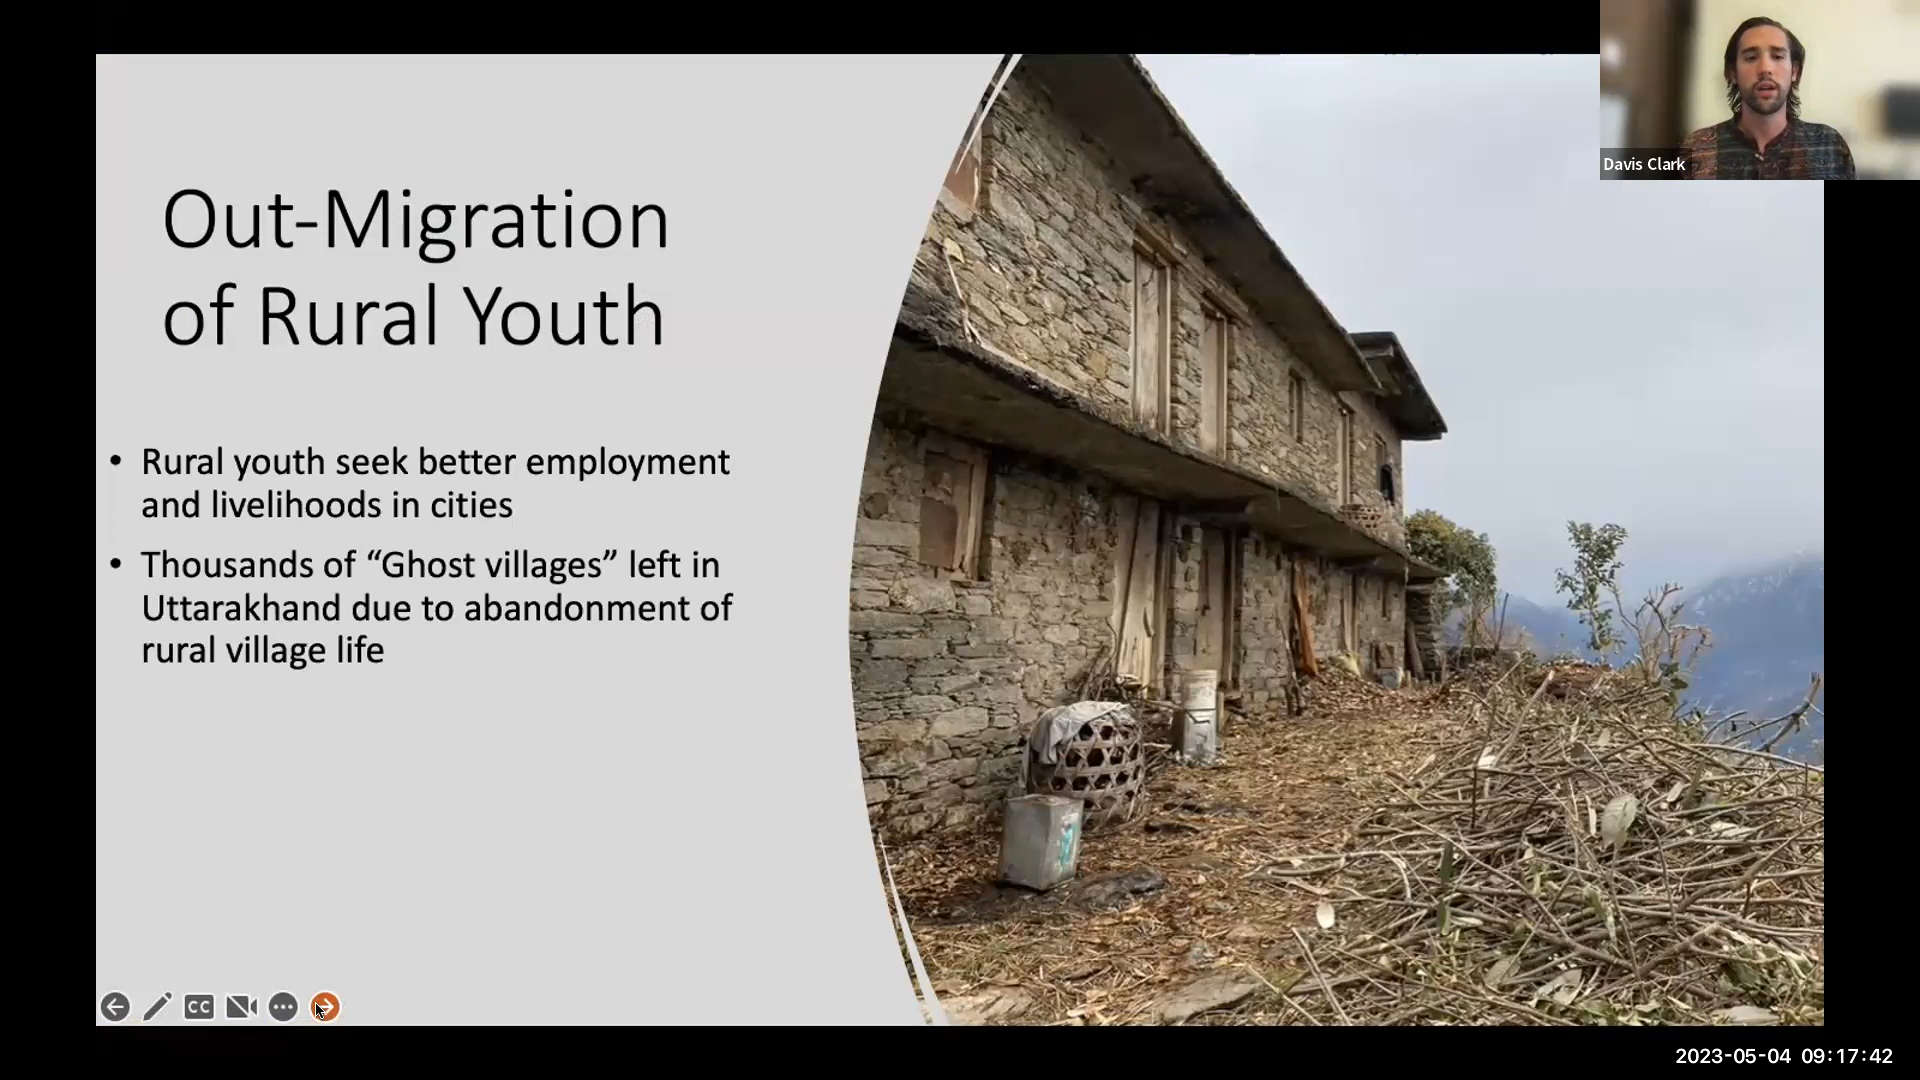 Davis Clark
Out-Migration
of Rural Youth
• Rural youth seek better employment
and livelihoods in cities
• Thousands of “Ghost villages” left in
Uttarakhand due to abandonment of
rural village life
CC
2023-05-04 09:17:42